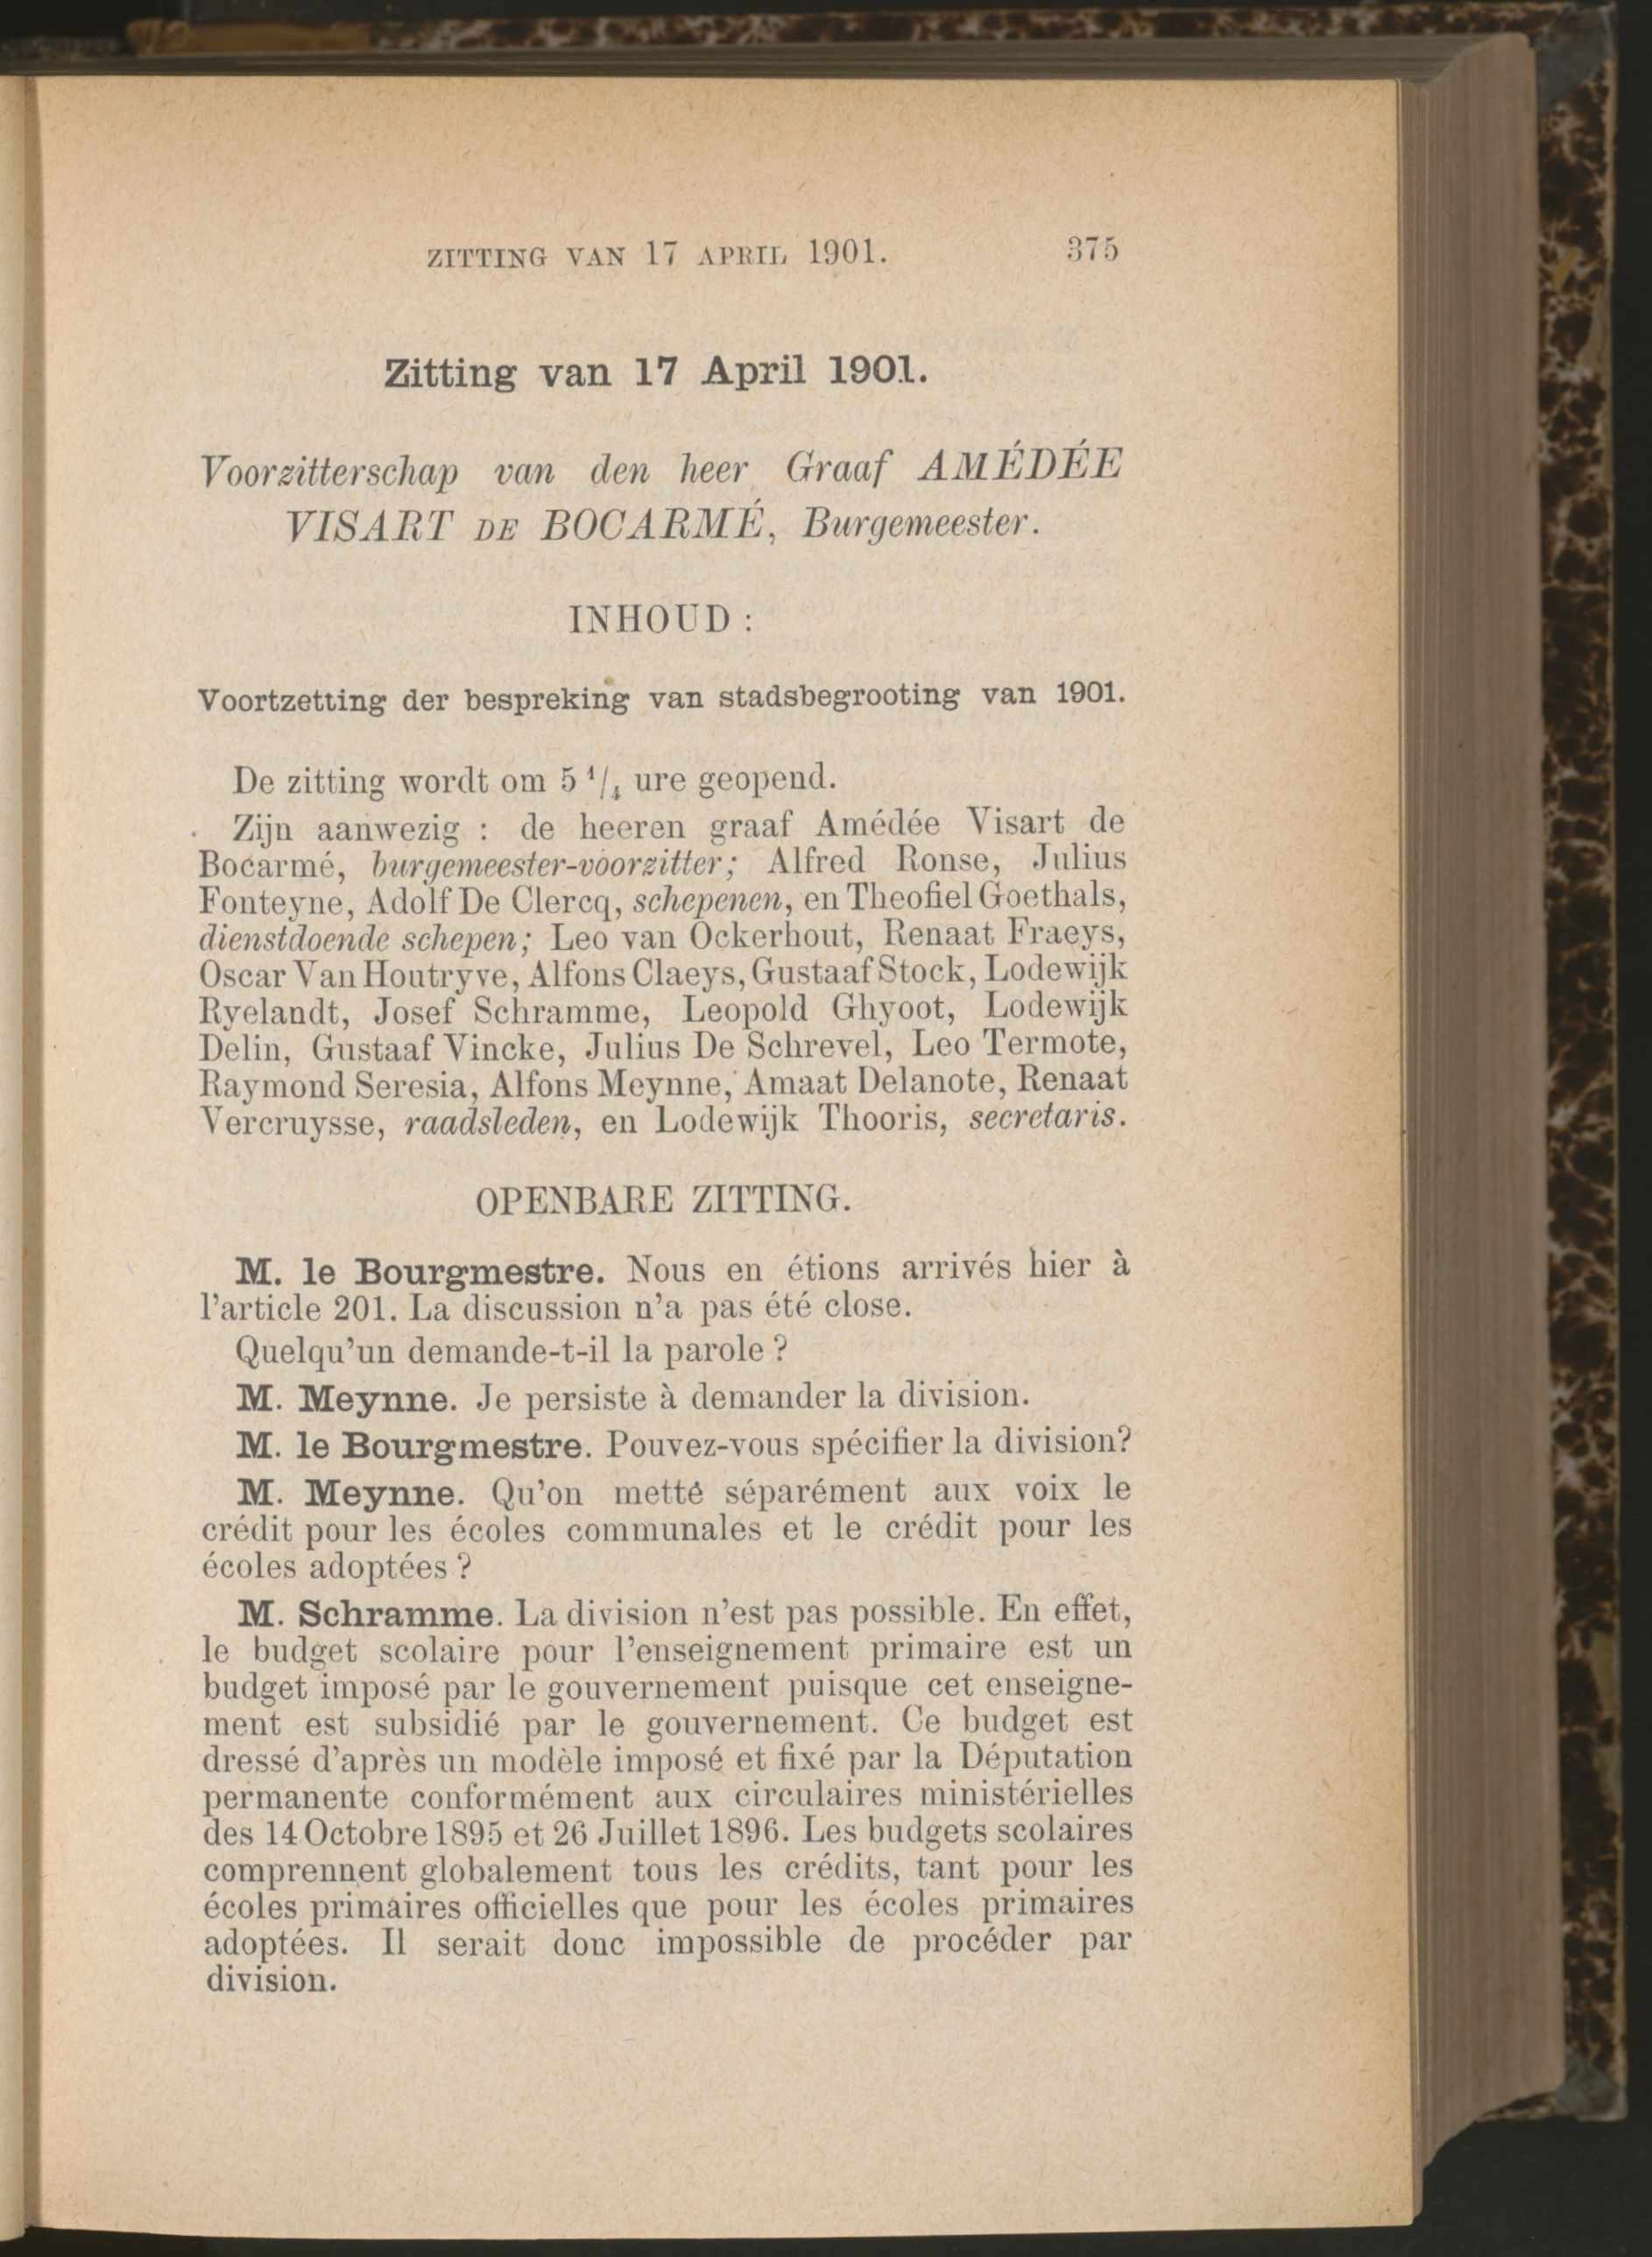 ZITTING VAN 17 APRIL 1901. 375
Zitting van 17 April 1901.
Voorzitterschap van den heer Graaf AMÉDÉE
VISART DE BOCARMÉ, Burgemeester.
INHOUD :
Voortzetting der bespreking van stadsbegrooting van 1901.
De zitting wordt om 5 1/4 ure geopend.
Zijn aanwezig : de heeren graaf Amédée Visart de
Bocarmé, burgemeester-voorzitter; Alfred Ronse, Julius
Fonteyne, Adolf De Clercq, schepenen, en Theofiel Goethals,
dienstdoende schepen; Leo van Ockerhout, Renaat Fraeys,
Oscar Van Houtryve, Alfons Claeys, Gustaaf Stock, Lodewijk
Ryelandt, Josef Schramme, Leopold Ghyoot, Lodewijk
Delin, Gustaaf Vincke, Julius De Schrevel, Leo Termote,
Raymond Seresia, Alfons Meynne, Amaat Delanote, Renaat
Vercruysse, raadsleden, en Lodewijk Thooris, secretaris.
OPENBARE ZITTING.
M. le Bourgmestre. Nous en étions arrivés hier à
l'article 201. La discussion n'a pas été close.
Quelqu'un demande-t-il la parole ?
M. Meynne. Je persiste à demander la division.
M. le Bourgmestre. Pouvez-vous spécifier la division?
M. Meynne. Qu'on mette séparément aux voix le
crédit pour les écoles communales et le crédit pour les
écoles adoptées ?
M. Schramme. La division n'est pas possible. En effet,
le budget scolaire pour l'enseignement primaire est un
budget imposé par le gouvernement puisque cet enseigne-
ment est subsidié par le gouvernement. Ce budget est
dressé d'après un modèle imposé et fixé par la Députation
permanente conformément aux circulaires ministérielles
des 14 Octobre 1895 et 26 Juillet 1896. Les budgets scolaires
comprennent globalement tous les crédits, tant pour les
écoles primaires officielles que pour les écoles primaires
adoptées. Il serait donc impossible de procéder par
division.